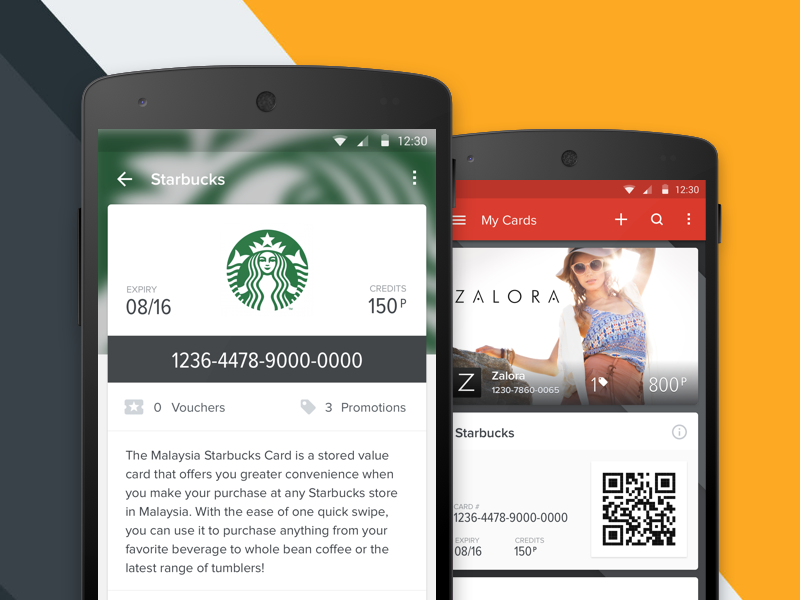 12:30
Starbucks
EXPIRY
08/16
CREDITS
150 P
1236-4478-9000-0000
0 Vouchers
3 Promotions
The Malaysia Starbucks Card is a stored value
card that offers you greater convenience when
you make your purchase at any Starbucks store
in Malaysia. With the ease of one quick swipe,
you can use it to purchase anything from your
favorite beverage to whole bean coffee or the
latest range of tumblers!
12:30
My Cards
ZALORA
Z
Zalora
1230-7860-0065
1
800 P
Starbucks
CARD #
1236-4478-9000-0000
EXPIRY
08/16
CREDITS
150 P